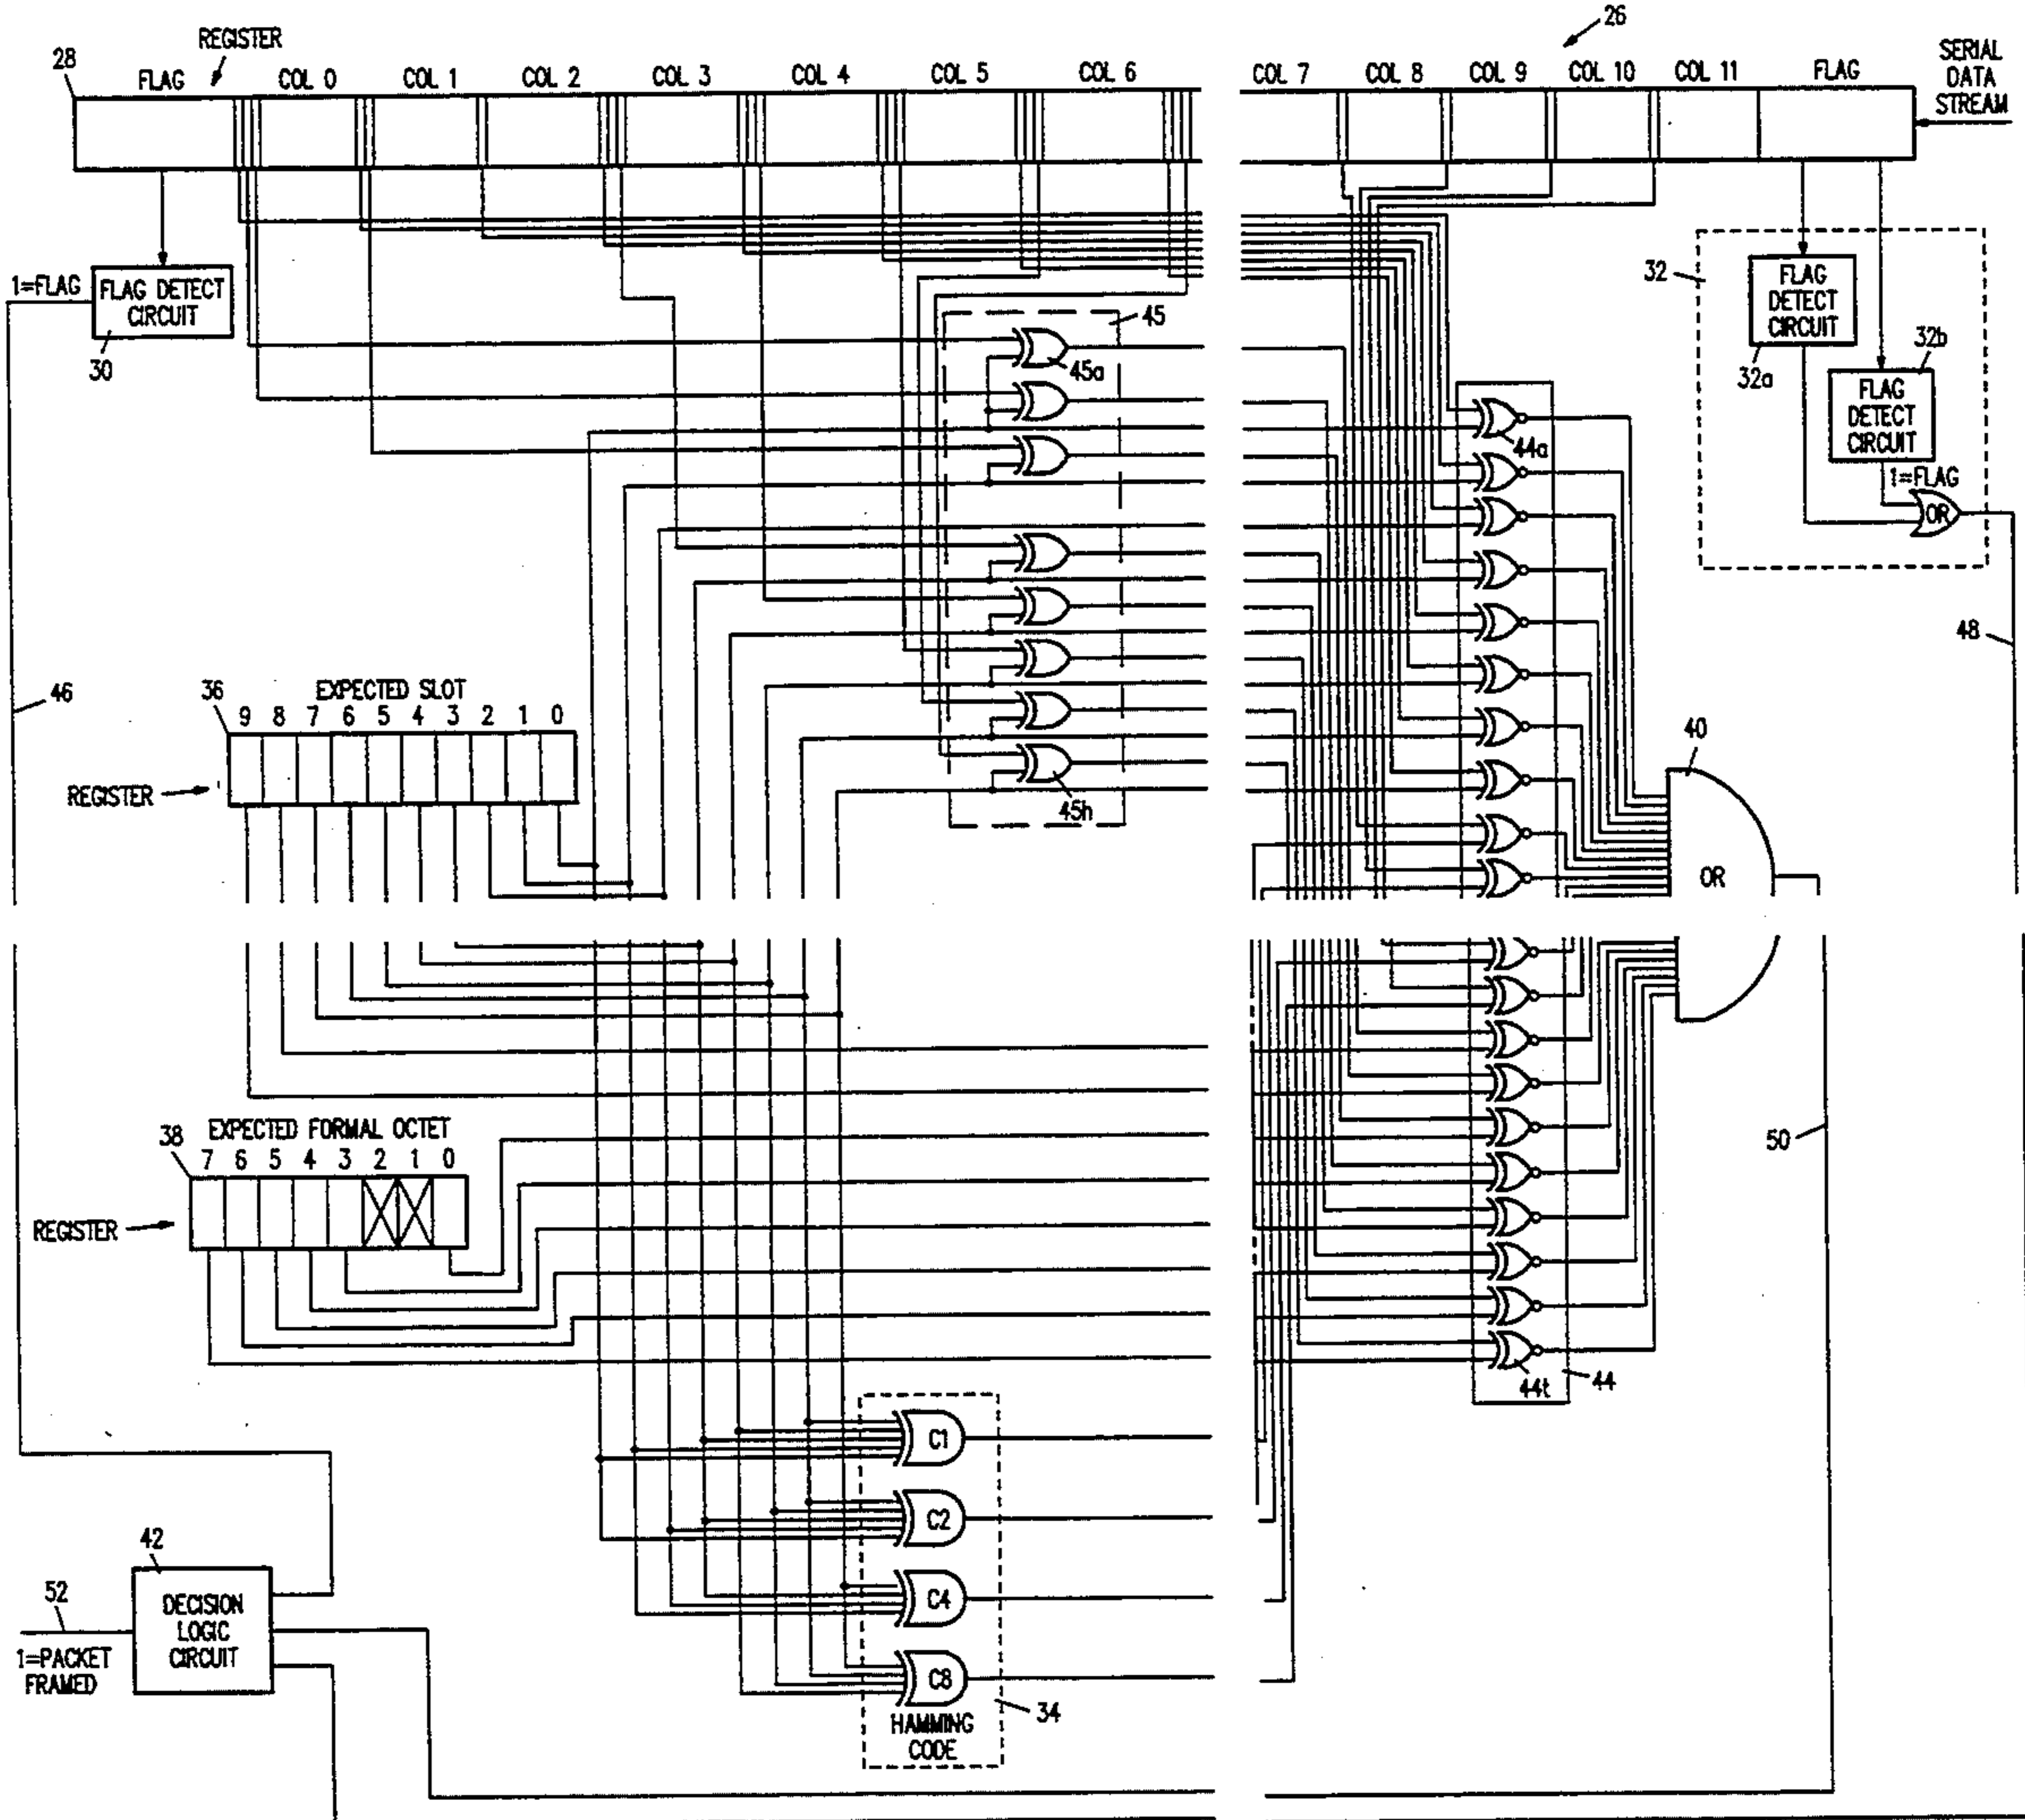 26
REGISTER
28
FLAG
COL 0
COL 1
COL 2
COL 3
COL 4
COL 5
COL 6
COL 7
COL 8
COL 9
COL 10
COL 11
FLAG
SERIAL
DATA
STREAM
1=FLAG
FLAG DETECT
CIRCUIT
30
45
45a
32
FLAG
DETECT
CIRCUIT
32a
32b
FLAG
DETECT
CIRCUIT
1=FLAG
OR
44a
48
46
36
EXPECTED SLOT
9 8 7 6 5 4 3 2 1 0
REGISTER
45h
40
OR
38
EXPECTED FORMAL OCTET
7 6 5 4 3 2 1 0
REGISTER
50
44t
44
C1
C2
C4
C8
HAMMING
CODE
34
42
DECISION
LOGIC
CIRCUIT
52
1=PACKET
FRAMED